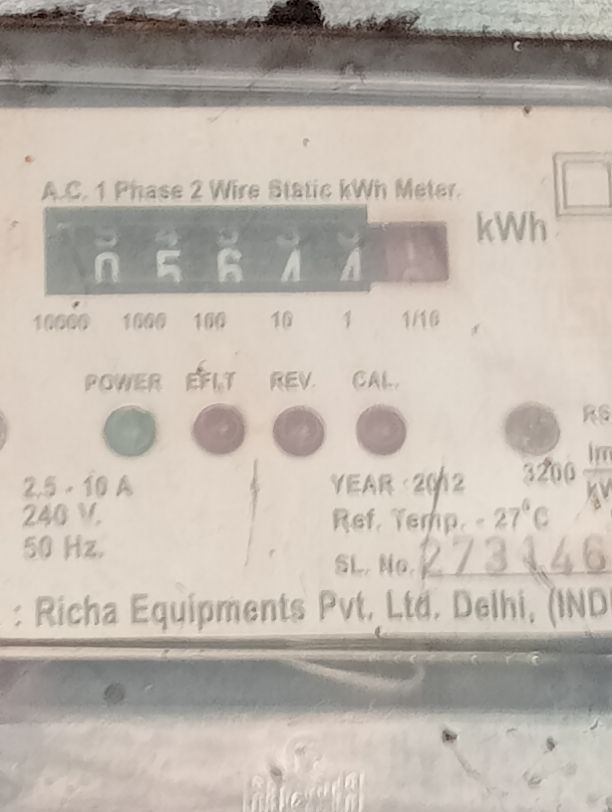 A.C. 1 Phase 2 Wire Static kWh Meter.
0 5 6 4 4
kWh
10000 1000 100 10 1 1/10
POWER EFLT REV. CAL.
2.5 - 10 A
240 V.
50 Hz.
YEAR 2012
Ref. Temp. - 27°C
SL. No. 273146
3200
: Richa Equipments Pvt. Ltd. Delhi, (IND